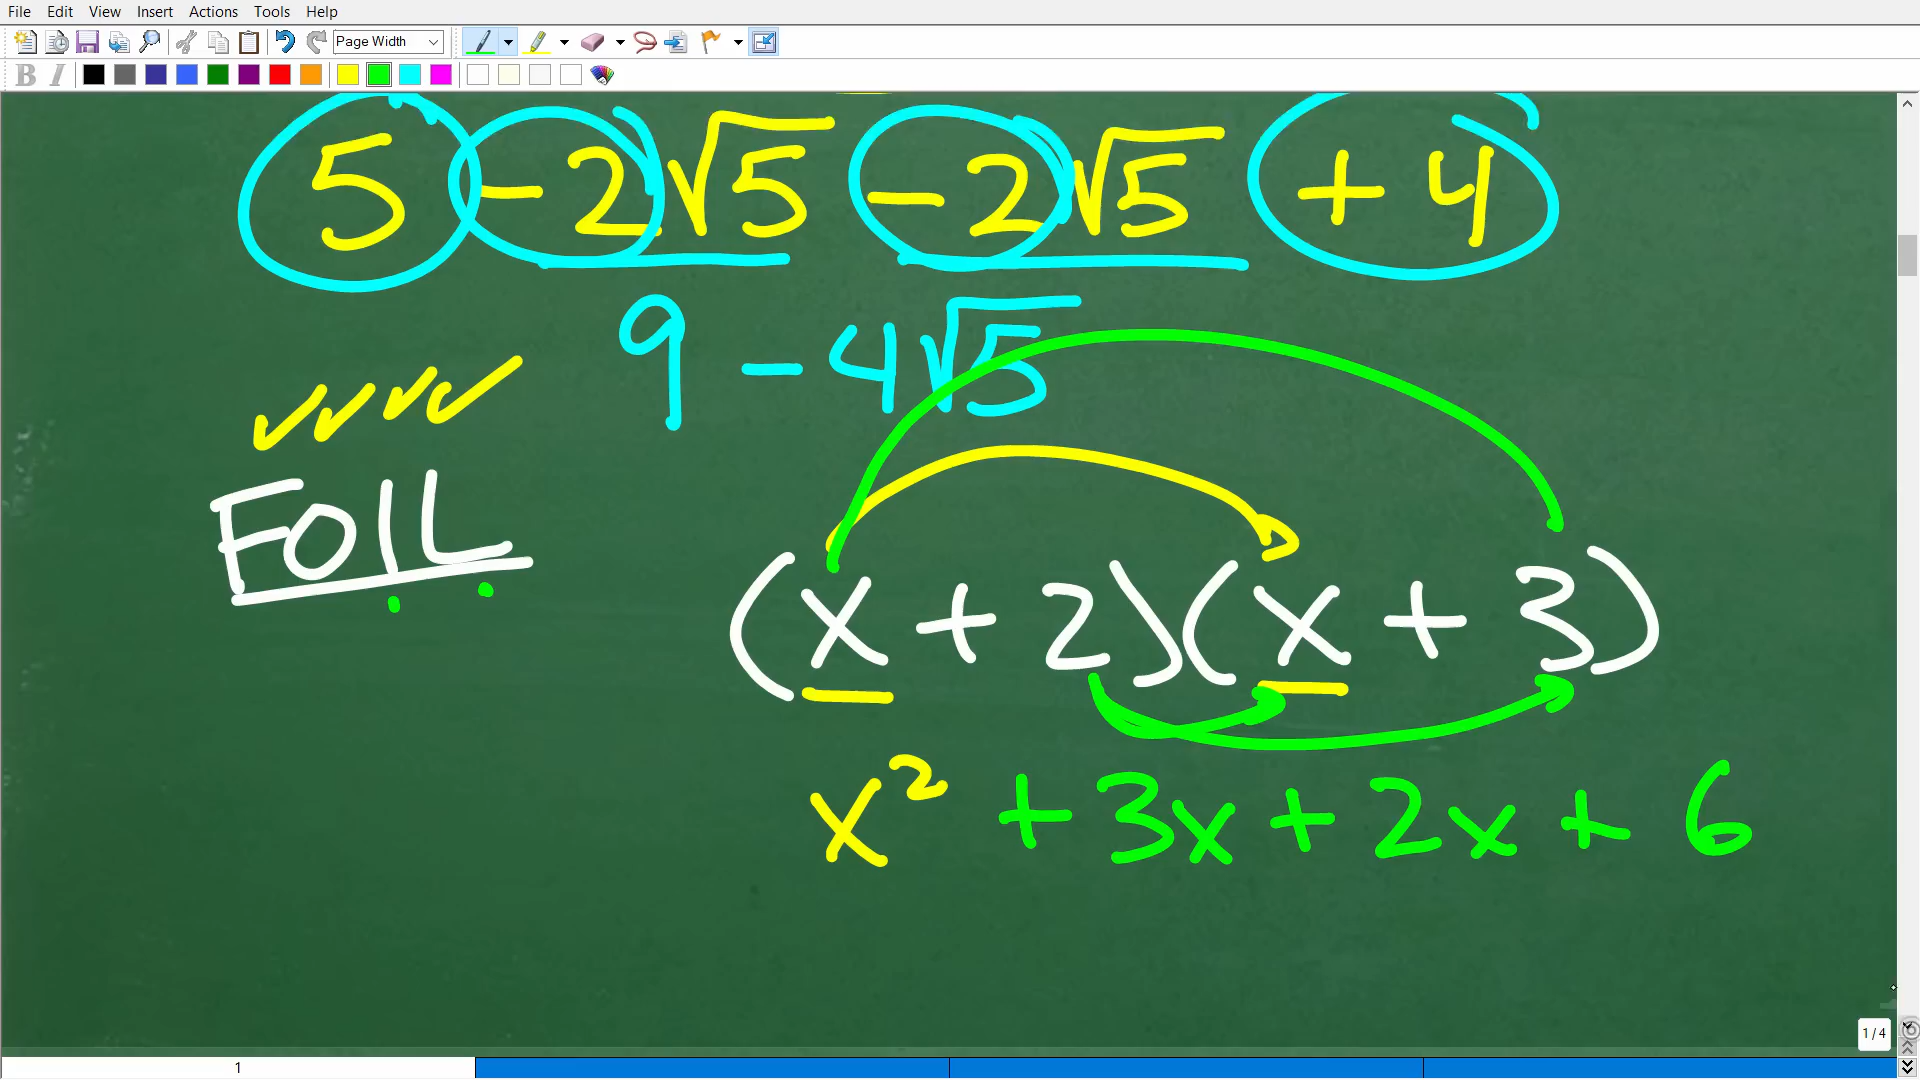 File Edit View Insert Actions Tools Help
Page Width
B I
5 - 2√5 - 2√5 + 4
9 - 4√5
FOIL
(x + 2)(x + 3)
x² + 3x + 2x + 6
1 / 4
1